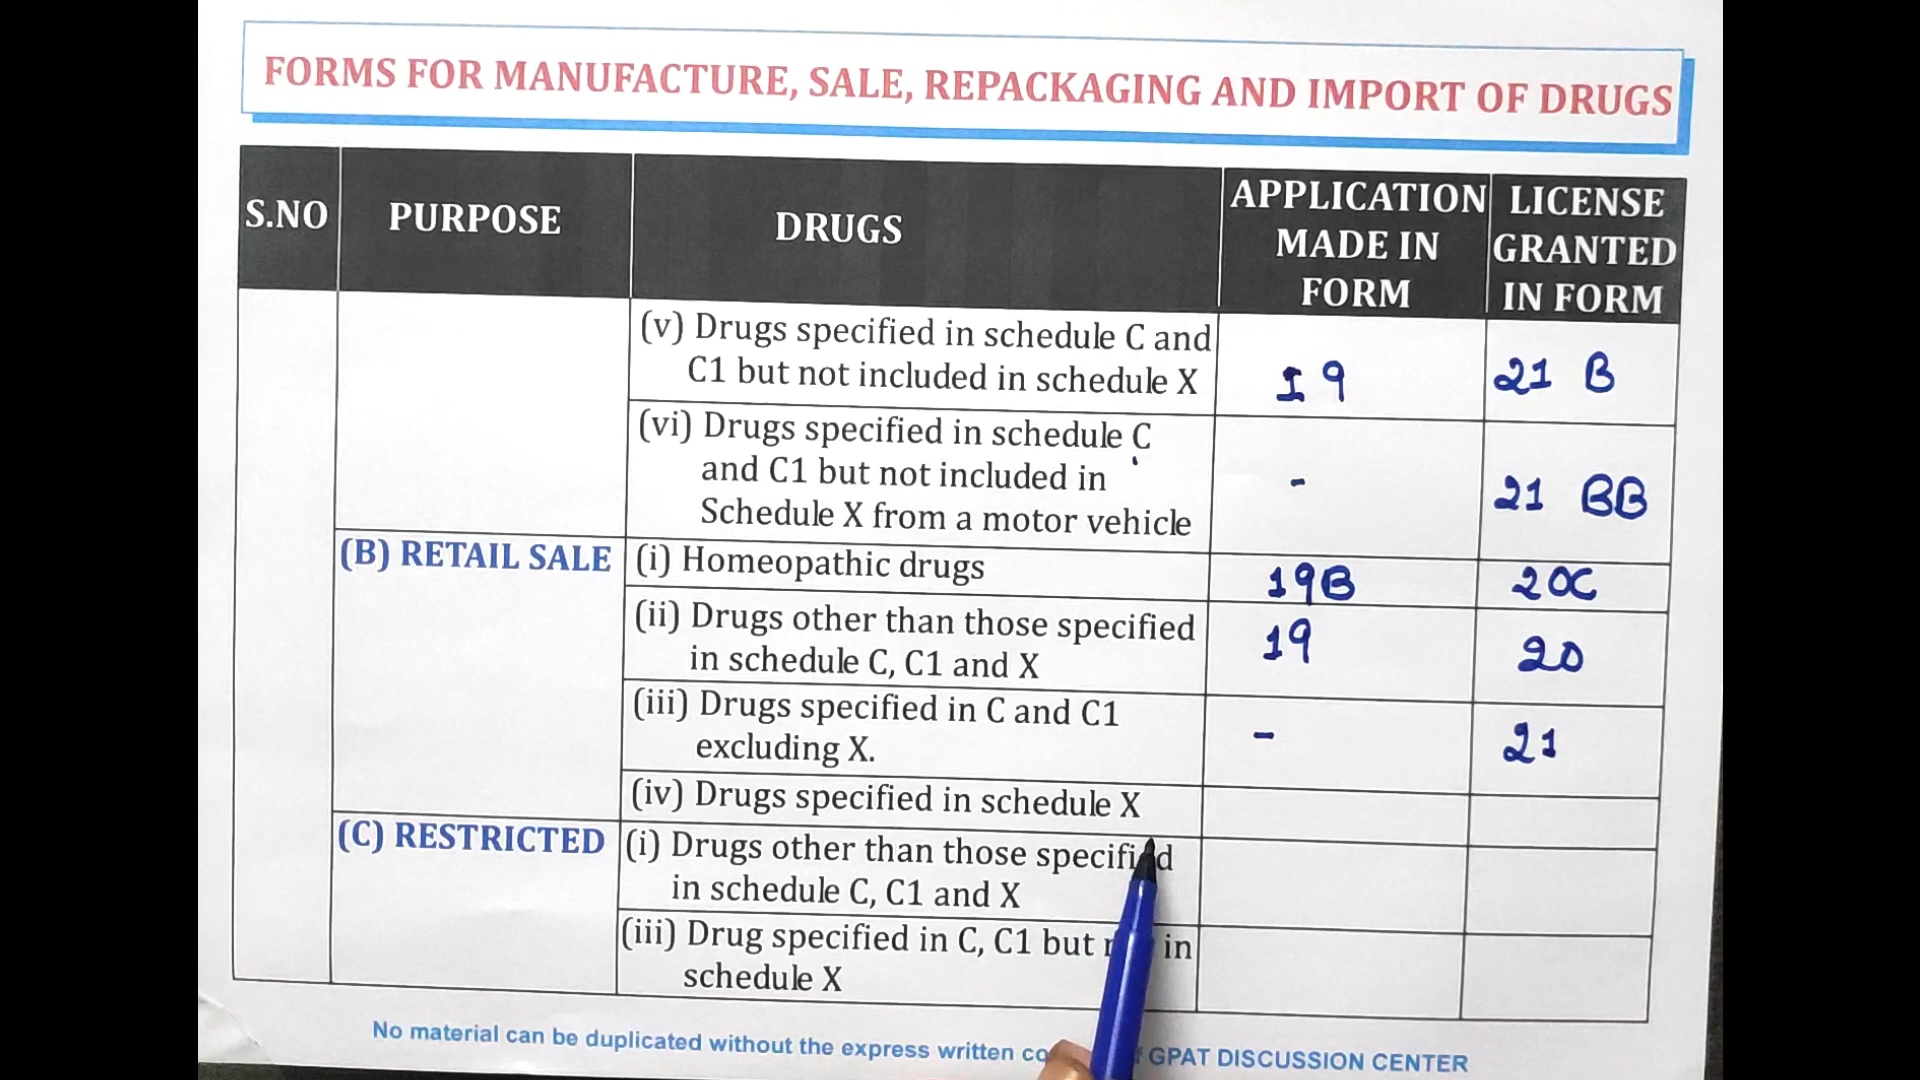 FORMS FOR MANUFACTURE, SALE, REPACKAGING AND IMPORT OF DRUGS
S.NO
PURPOSE
DRUGS
APPLICATION
MADE IN
FORM
LICENSE
GRANTED
IN FORM
(v) Drugs specified in schedule C and
C1 but not included in schedule X
19
21 B
(vi) Drugs specified in schedule C
and C1 but not included in
Schedule X from a motor vehicle
-
21 BB
(B) RETAIL SALE
(i) Homeopathic drugs
19B
20C
(ii) Drugs other than those specified
in schedule C, C1 and X
19
20
(iii) Drugs specified in C and C1
excluding X.
-
21
(iv) Drugs specified in schedule X
(C) RESTRICTED
(i) Drugs other than those specified
in schedule C, C1 and X
(iii) Drug specified in C, C1 but in
schedule X
No material can be duplicated without the express written GPAT DISCUSSION CENTER